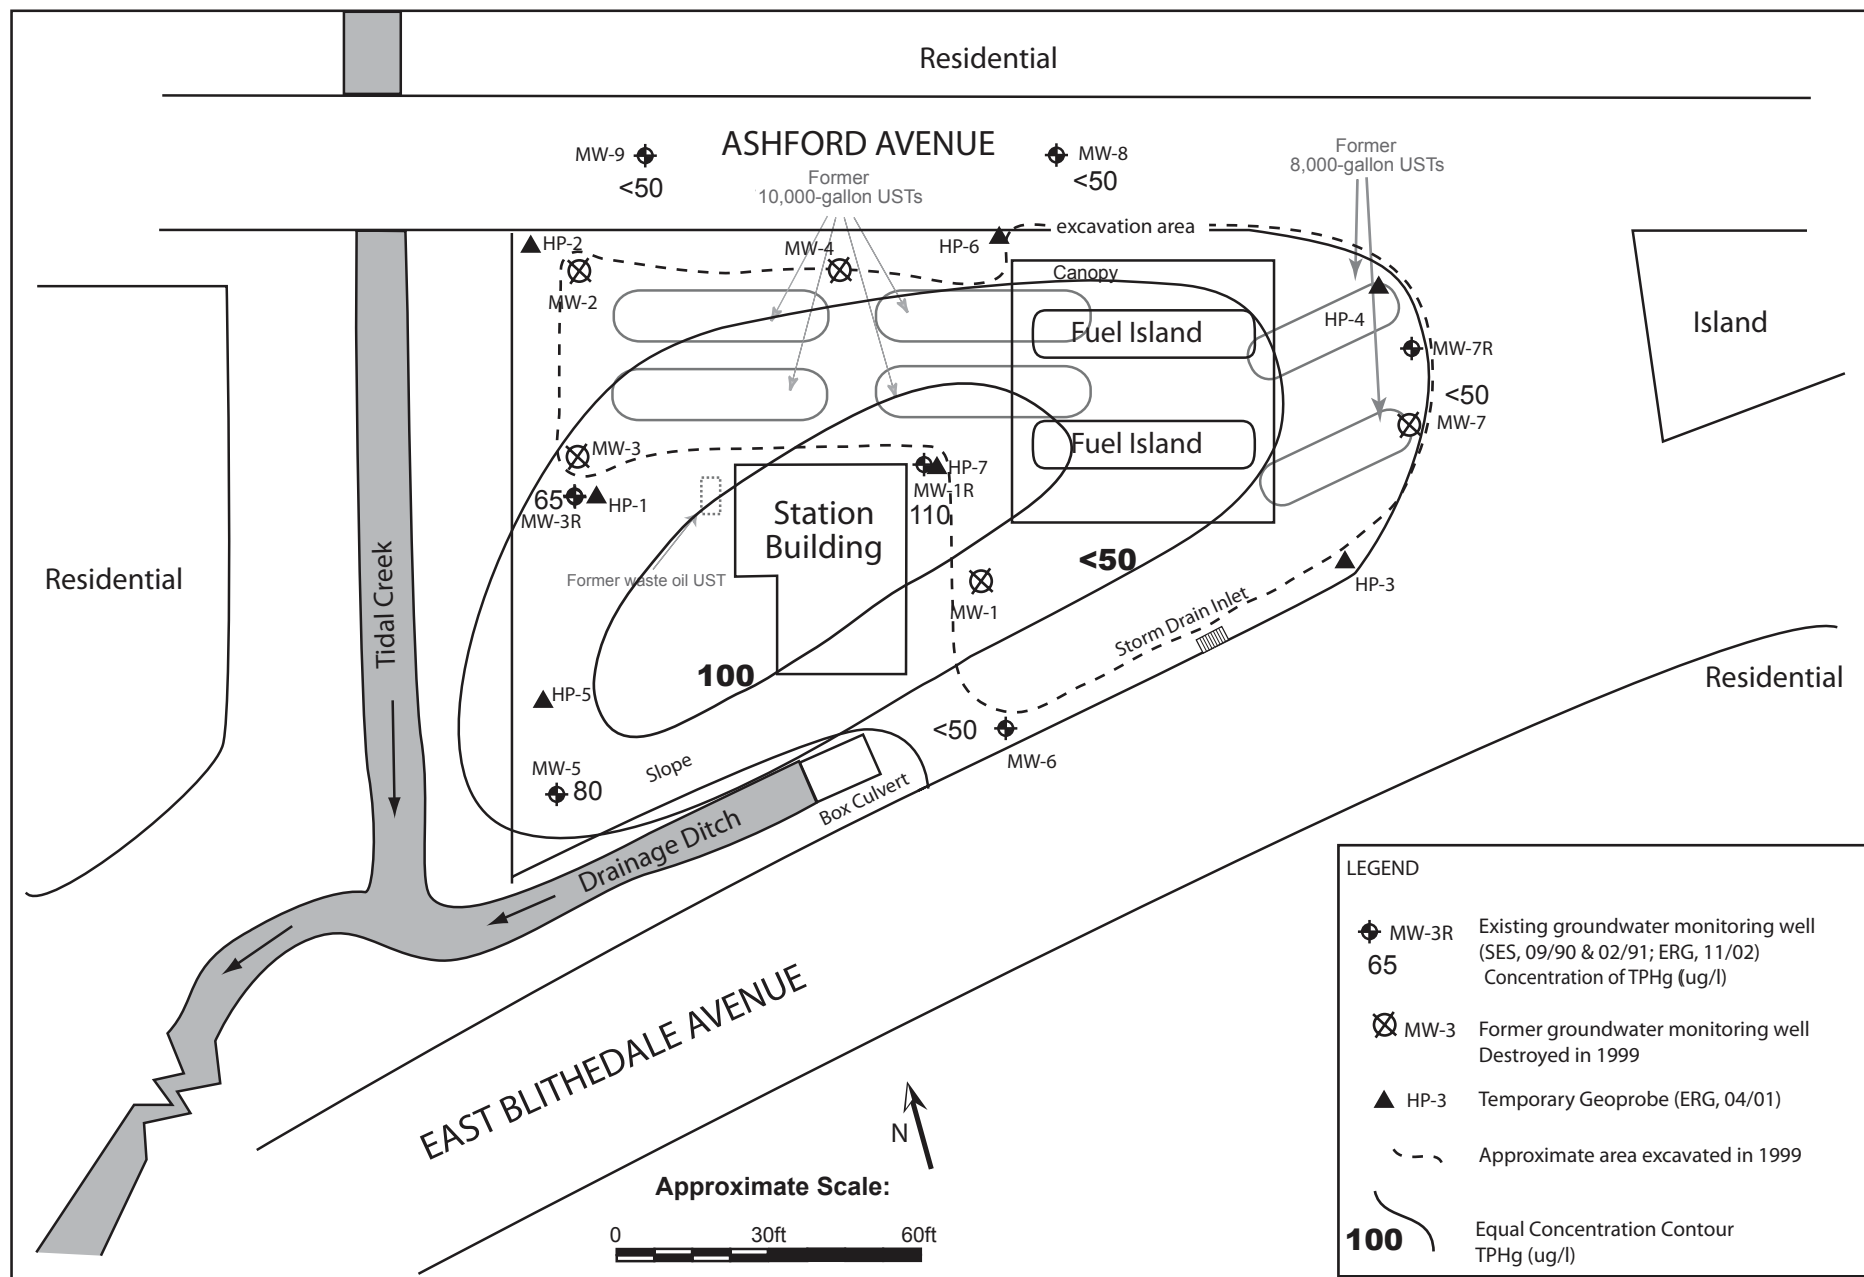 Residential
ASHFORD AVENUE
MW-9
<50
MW-8
<50
Former
8,000-gallon USTs
Former
10,000-gallon USTs
HP-2
MW-2
MW-4
HP-6
excavation area
Canopy
Fuel Island
HP-4
MW-7R
<50
MW-7
Island
Fuel Island
MW-3
65
HP-1
MW-3R
HP-7
MW-1R
110
Station
Building
Former waste oil UST
<50
MW-1
HP-3
Storm Drain Inlet
Residential
Tidal Creek
100
HP-5
Residential
<50
MW-6
MW-5
80
Slope
Box Culvert
Drainage Ditch
EAST BLITHEDALE AVENUE
N
Approximate Scale:
0 30ft 60ft
LEGEND
MW-3R Existing groundwater monitoring well
(SES, 09/90 & 02/91; ERG, 11/02)
65 Concentration of TPHg (ug/l)
MW-3 Former groundwater monitoring well
Destroyed in 1999
HP-3 Temporary Geoprobe (ERG, 04/01)
Approximate area excavated in 1999
100 Equal Concentration Contour
TPHg (ug/l)